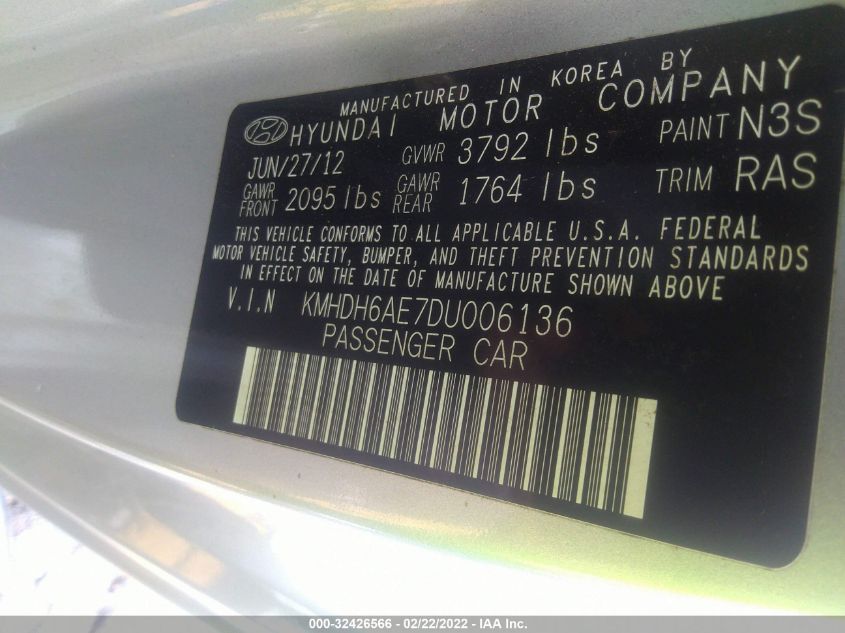 MANUFACTURED IN KOREA BY
HYUNDAI MOTOR COMPANY
JUN/27/12 GVWR 3792 lbs PAINT N3S
GAWR FRONT 2095 lbs GAWR REAR 1764 lbs TRIM RAS
THIS VEHICLE CONFORMS TO ALL APPLICABLE U.S.A. FEDERAL
MOTOR VEHICLE SAFETY, BUMPER, AND THEFT PREVENTION STANDARDS
IN EFFECT ON THE DATE OF MANUFACTURE SHOWN ABOVE
V.I.N KMHDH6AE7DU006136
PASSENGER CAR
000-32426566 - 02/22/2022 - IAA Inc.